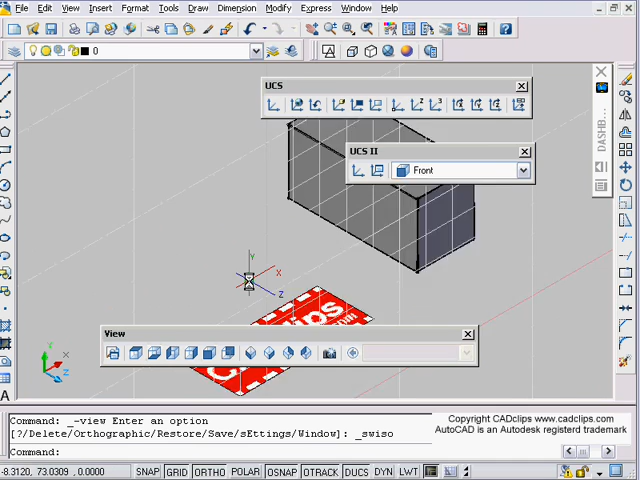 File View Insert Format Tools Draw Dimension Modify Express Window Help
0
UCS
UCS II
Front
DASHB..
Y
X
Z
View
Y
X
Z
Command: _-view Enter an option
[?/Delete/Orthographic/Restore/Save/sEttings/Window]: _swiso
Command:
Copyright CADclips www.cadclips.com
AutoCAD is an Autodesk registerd trademark
-8.3120, 73.0309, 0.0000 SNAP GRID ORTHO POLAR OSNAP OTRACK DUCS DYN LWT